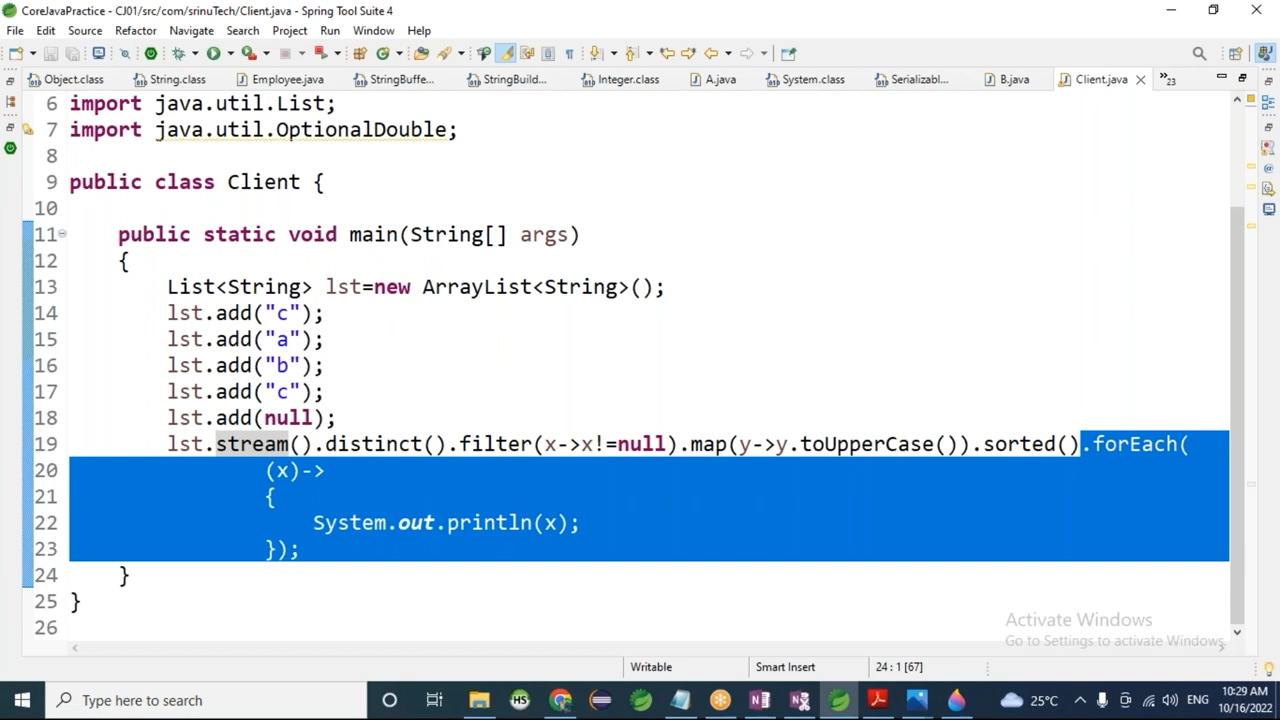 CoreJavaPractice - CJ01/src/com/srinuTech/Client.java - Spring Tool Suite 4
File Edit Source Refactor Navigate Search Project Run Window Help
Object.class String.class Employee.java StringBuffe... StringBuild... Integer.class A.java System.class Serializabl... B.java Client.java »23
6 import java.util.List;
7 import java.util.OptionalDouble;
8
9 public class Client {
10
11 public static void main(String[] args)
12 {
13 List<String> lst=new ArrayList<String>();
14 lst.add("c");
15 lst.add("a");
16 lst.add("b");
17 lst.add("c");
18 lst.add(null);
19 lst.stream().distinct().filter(x->x!=null).map(y->y.toUpperCase()).sorted().forEach(
20 (x)->
21 {
22 System.out.println(x);
23 });
24 }
25 }
26
Activate Windows
Go to Settings to activate Windows.
Writable Smart Insert 24 : 1 [67]
Type here to search
HS
25°C ENG
10:29 AM
10/16/2022